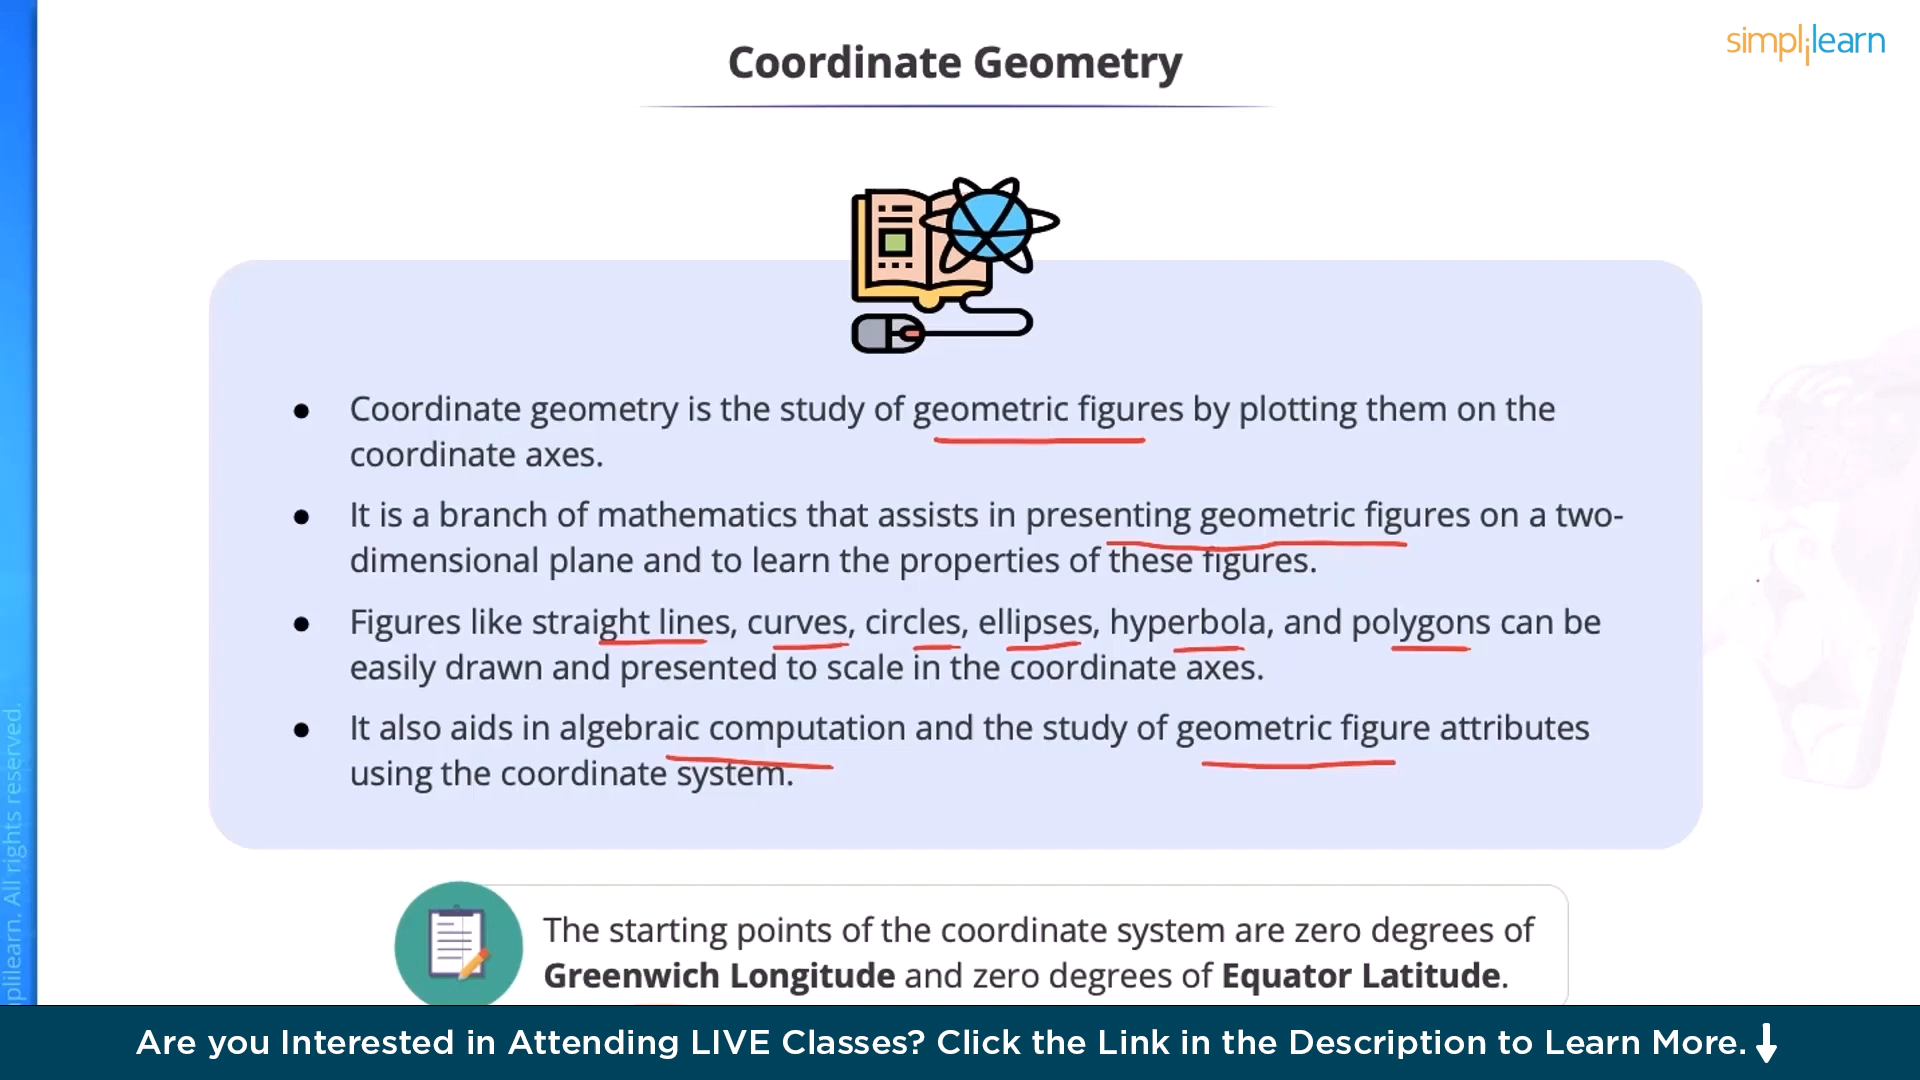 Coordinate Geometry
simplilearn
● Coordinate geometry is the study of geometric figures by plotting them on the
coordinate axes.
● It is a branch of mathematics that assists in presenting geometric figures on a two-
dimensional plane and to learn the properties of these figures.
● Figures like straight lines, curves, circles, ellipses, hyperbola, and polygons can be
easily drawn and presented to scale in the coordinate axes.
● It also aids in algebraic computation and the study of geometric figure attributes
using the coordinate system.
The starting points of the coordinate system are zero degrees of
Greenwich Longitude and zero degrees of Equator Latitude.
plilearn. All rights reserved.
Are you Interested in Attending LIVE Classes? Click the Link in the Description to Learn More.